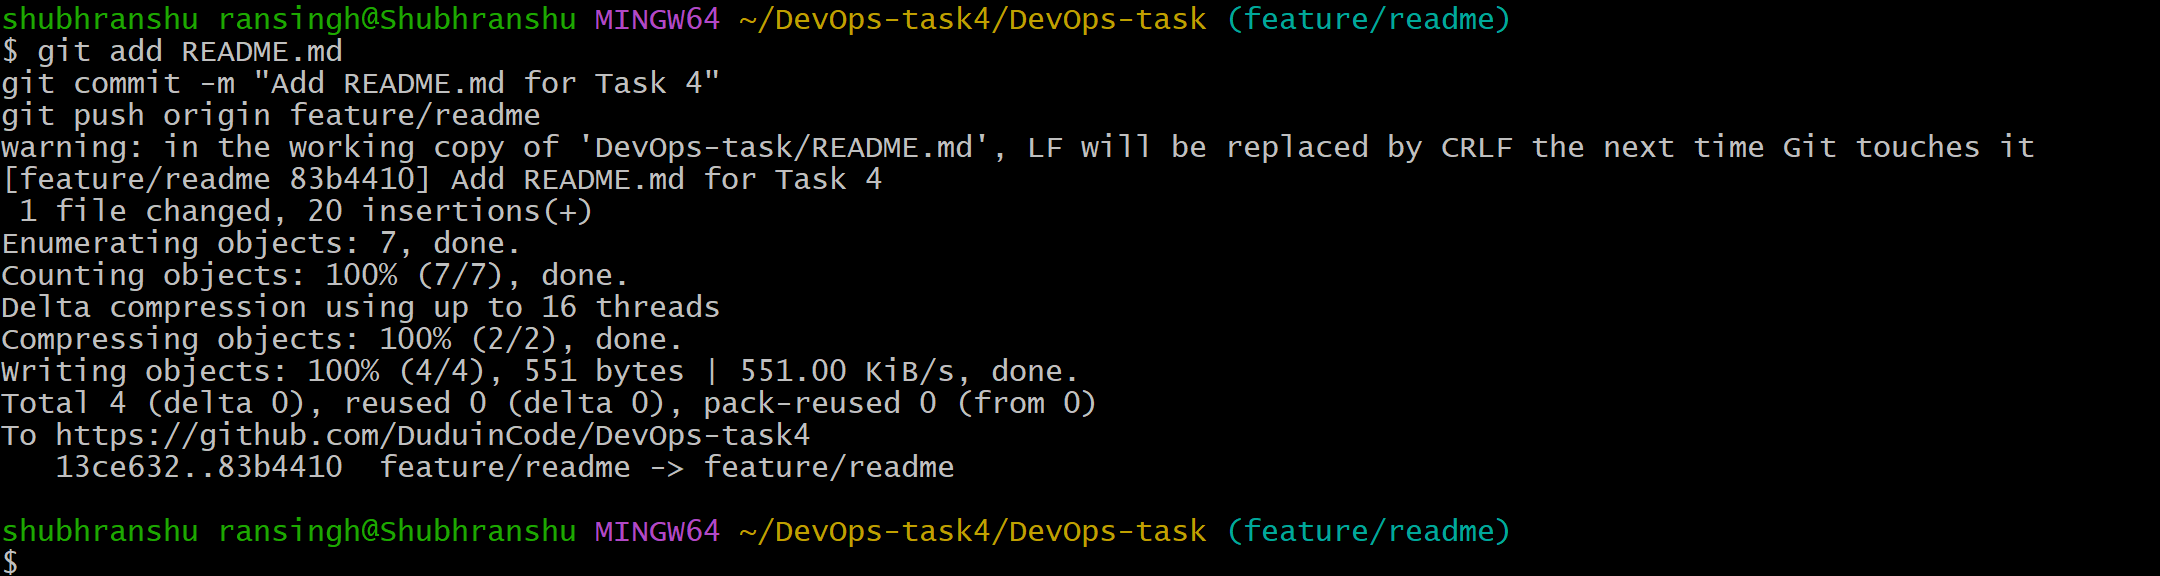 shubhranshu ransingh@Shubhranshu MINGW64 ~/DevOps-task4/DevOps-task (feature/readme)
$ git add README.md
git commit -m "Add README.md for Task 4"
git push origin feature/readme
warning: in the working copy of 'DevOps-task/README.md', LF will be replaced by CRLF the next time Git touches it
[feature/readme 83b4410] Add README.md for Task 4
 1 file changed, 20 insertions(+)
Enumerating objects: 7, done.
Counting objects: 100% (7/7), done.
Delta compression using up to 16 threads
Compressing objects: 100% (2/2), done.
Writing objects: 100% (4/4), 551 bytes | 551.00 KiB/s, done.
Total 4 (delta 0), reused 0 (delta 0), pack-reused 0 (from 0)
To https://github.com/DuduinCode/DevOps-task4
   13ce632..83b4410  feature/readme -> feature/readme

shubhranshu ransingh@Shubhranshu MINGW64 ~/DevOps-task4/DevOps-task (feature/readme)
$